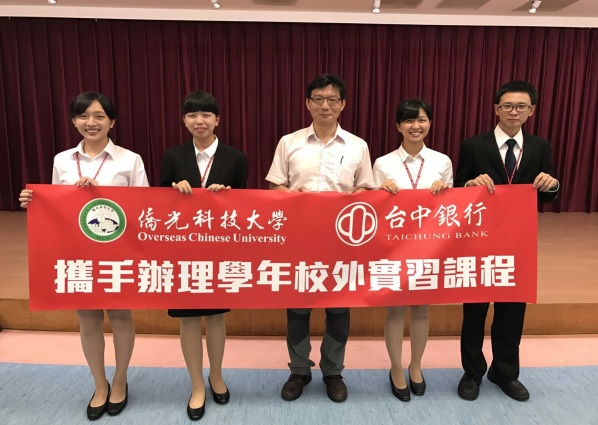 僑光科技大學
Overseas Chinese University
台中銀行
TAICHUNG BANK
攜手辦理學年校外實習課程